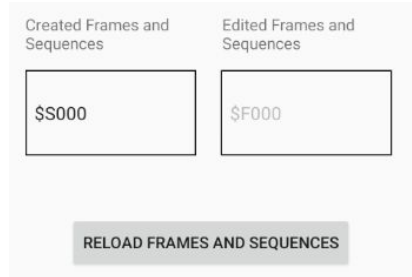 Created Frames and
Sequences
Edited Frames and
Sequences
$S000
$F000
RELOAD FRAMES AND SEQUENCES